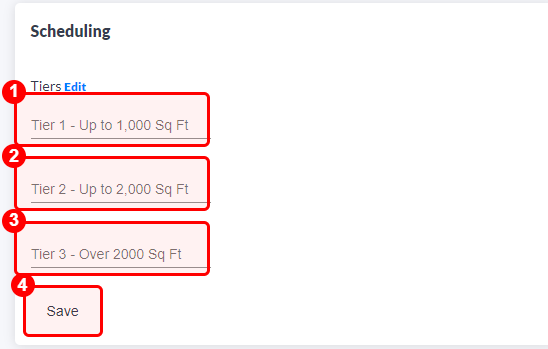 Scheduling
1
Tiers Edit
Tier 1 - Up to 1,000 Sq Ft
2
Tier 2 - Up to 2,000 Sq Ft
3
Tier 3 - Over 2000 Sq Ft
4
Save